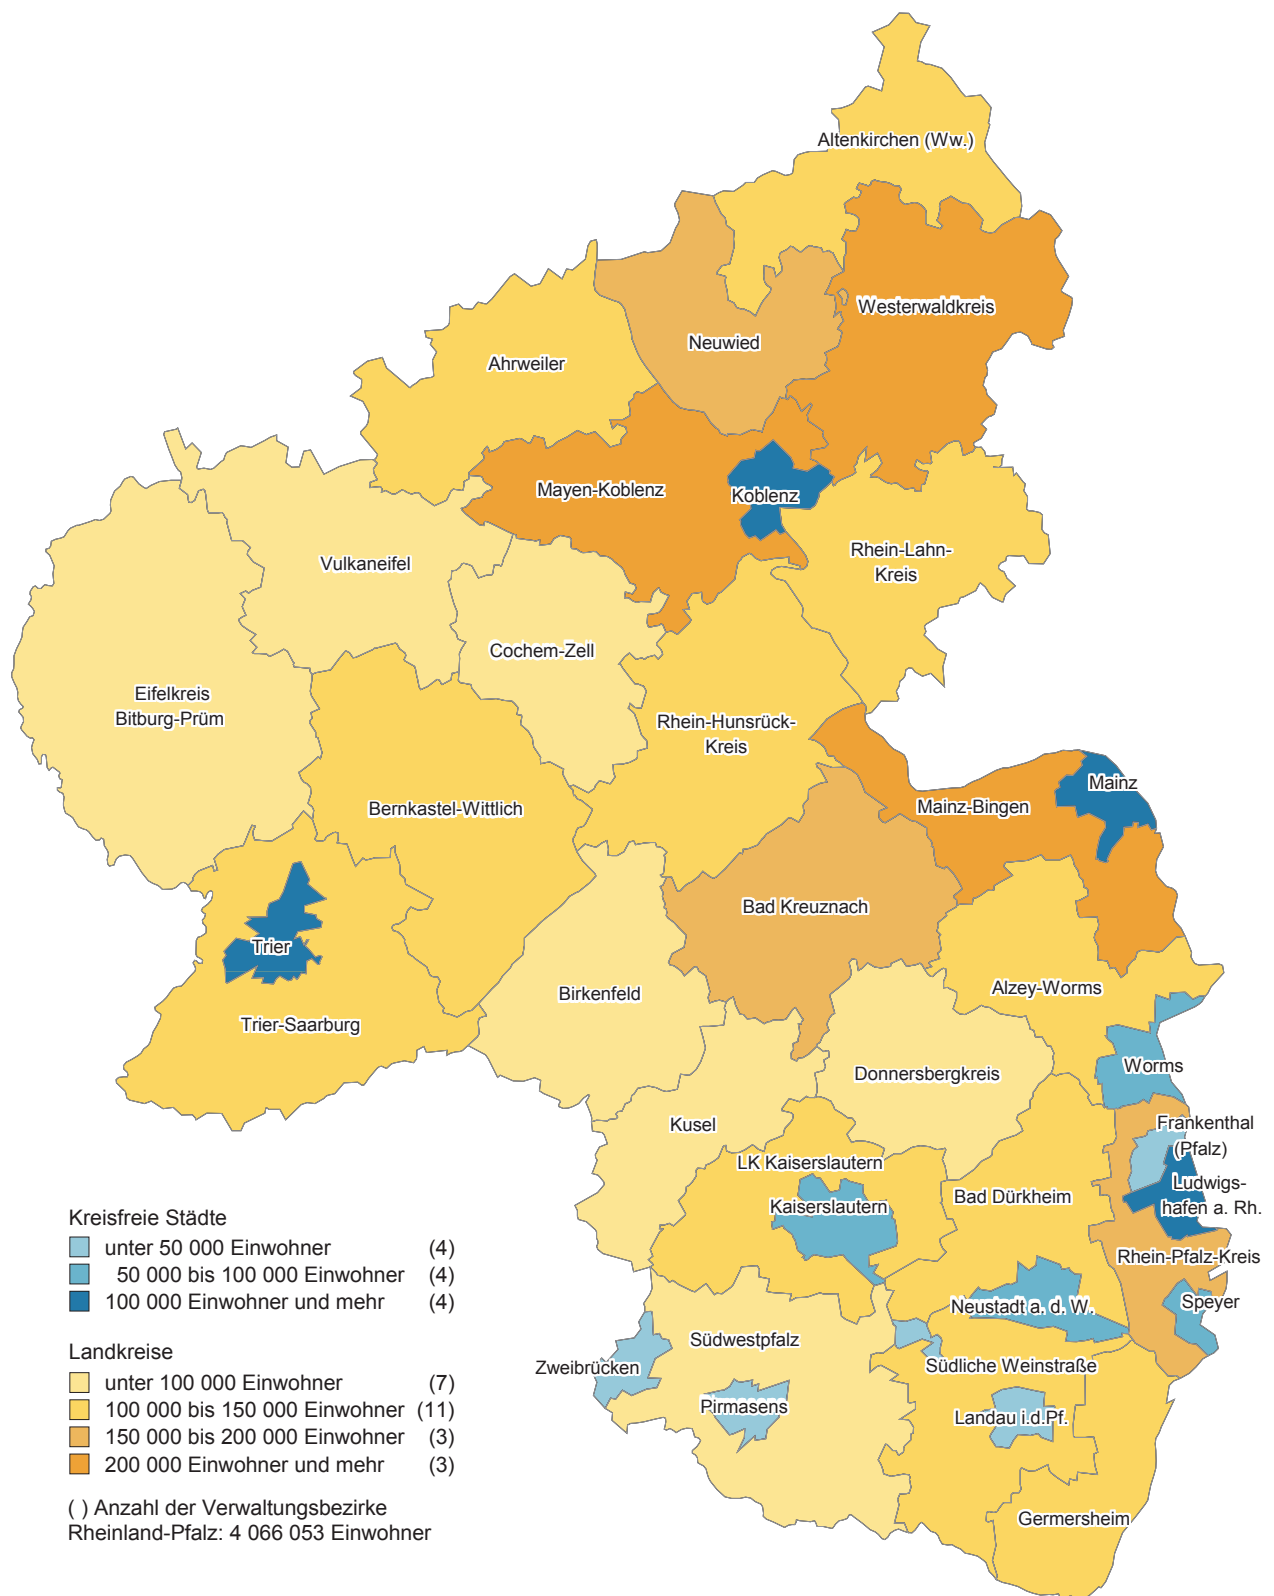 Altenkirchen (Ww.)
Westerwaldkreis
Neuwied
Ahrweiler
Mayen-Koblenz
Koblenz
Rhein-Lahn-
Kreis
Vulkaneifel
Cochem-Zell
Eifelkreis
Bitburg-Prüm
Rhein-Hunsrück-
Kreis
Mainz
Mainz-Bingen
Bernkastel-Wittlich
Bad Kreuznach
Trier
Alzey-Worms
Birkenfeld
Trier-Saarburg
Worms
Donnersbergkreis
Kusel
Frankenthal
(Pfalz)
LK Kaiserslautern
Ludwigs-
hafen a. Rh.
Bad Dürkheim
Kaiserslautern
Rhein-Pfalz-Kreis
Speyer
Neustadt a. d. W.
Südwestpfalz
Zweibrücken
Südliche Weinstraße
Pirmasens
Landau i.d.Pf.
Germersheim
Kreisfreie Städte
unter 50 000 Einwohner (4)
50 000 bis 100 000 Einwohner (4)
100 000 Einwohner und mehr (4)
Landkreise
unter 100 000 Einwohner (7)
100 000 bis 150 000 Einwohner (11)
150 000 bis 200 000 Einwohner (3)
200 000 Einwohner und mehr (3)
( ) Anzahl der Verwaltungsbezirke
Rheinland-Pfalz: 4 066 053 Einwohner